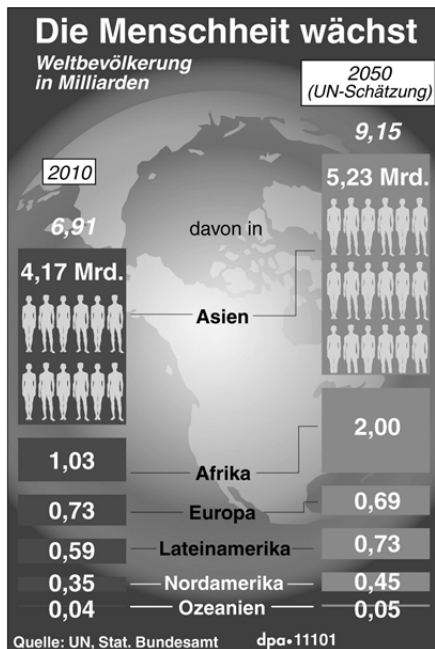 Die Menschheit wächst
Weltbevölkerung
in Milliarden
2050
(UN-Schätzung)
9,15
2010
6,91
davon in
5,23 Mrd.
4,17 Mrd.
Asien
2,00
1,03
Afrika
0,73
Europa
0,69
0,59
Lateinamerika
0,73
0,35
Nordamerika
0,45
0,04
Ozeanien
0,05
Quelle: UN, Stat. Bundesamt
dpa•11101